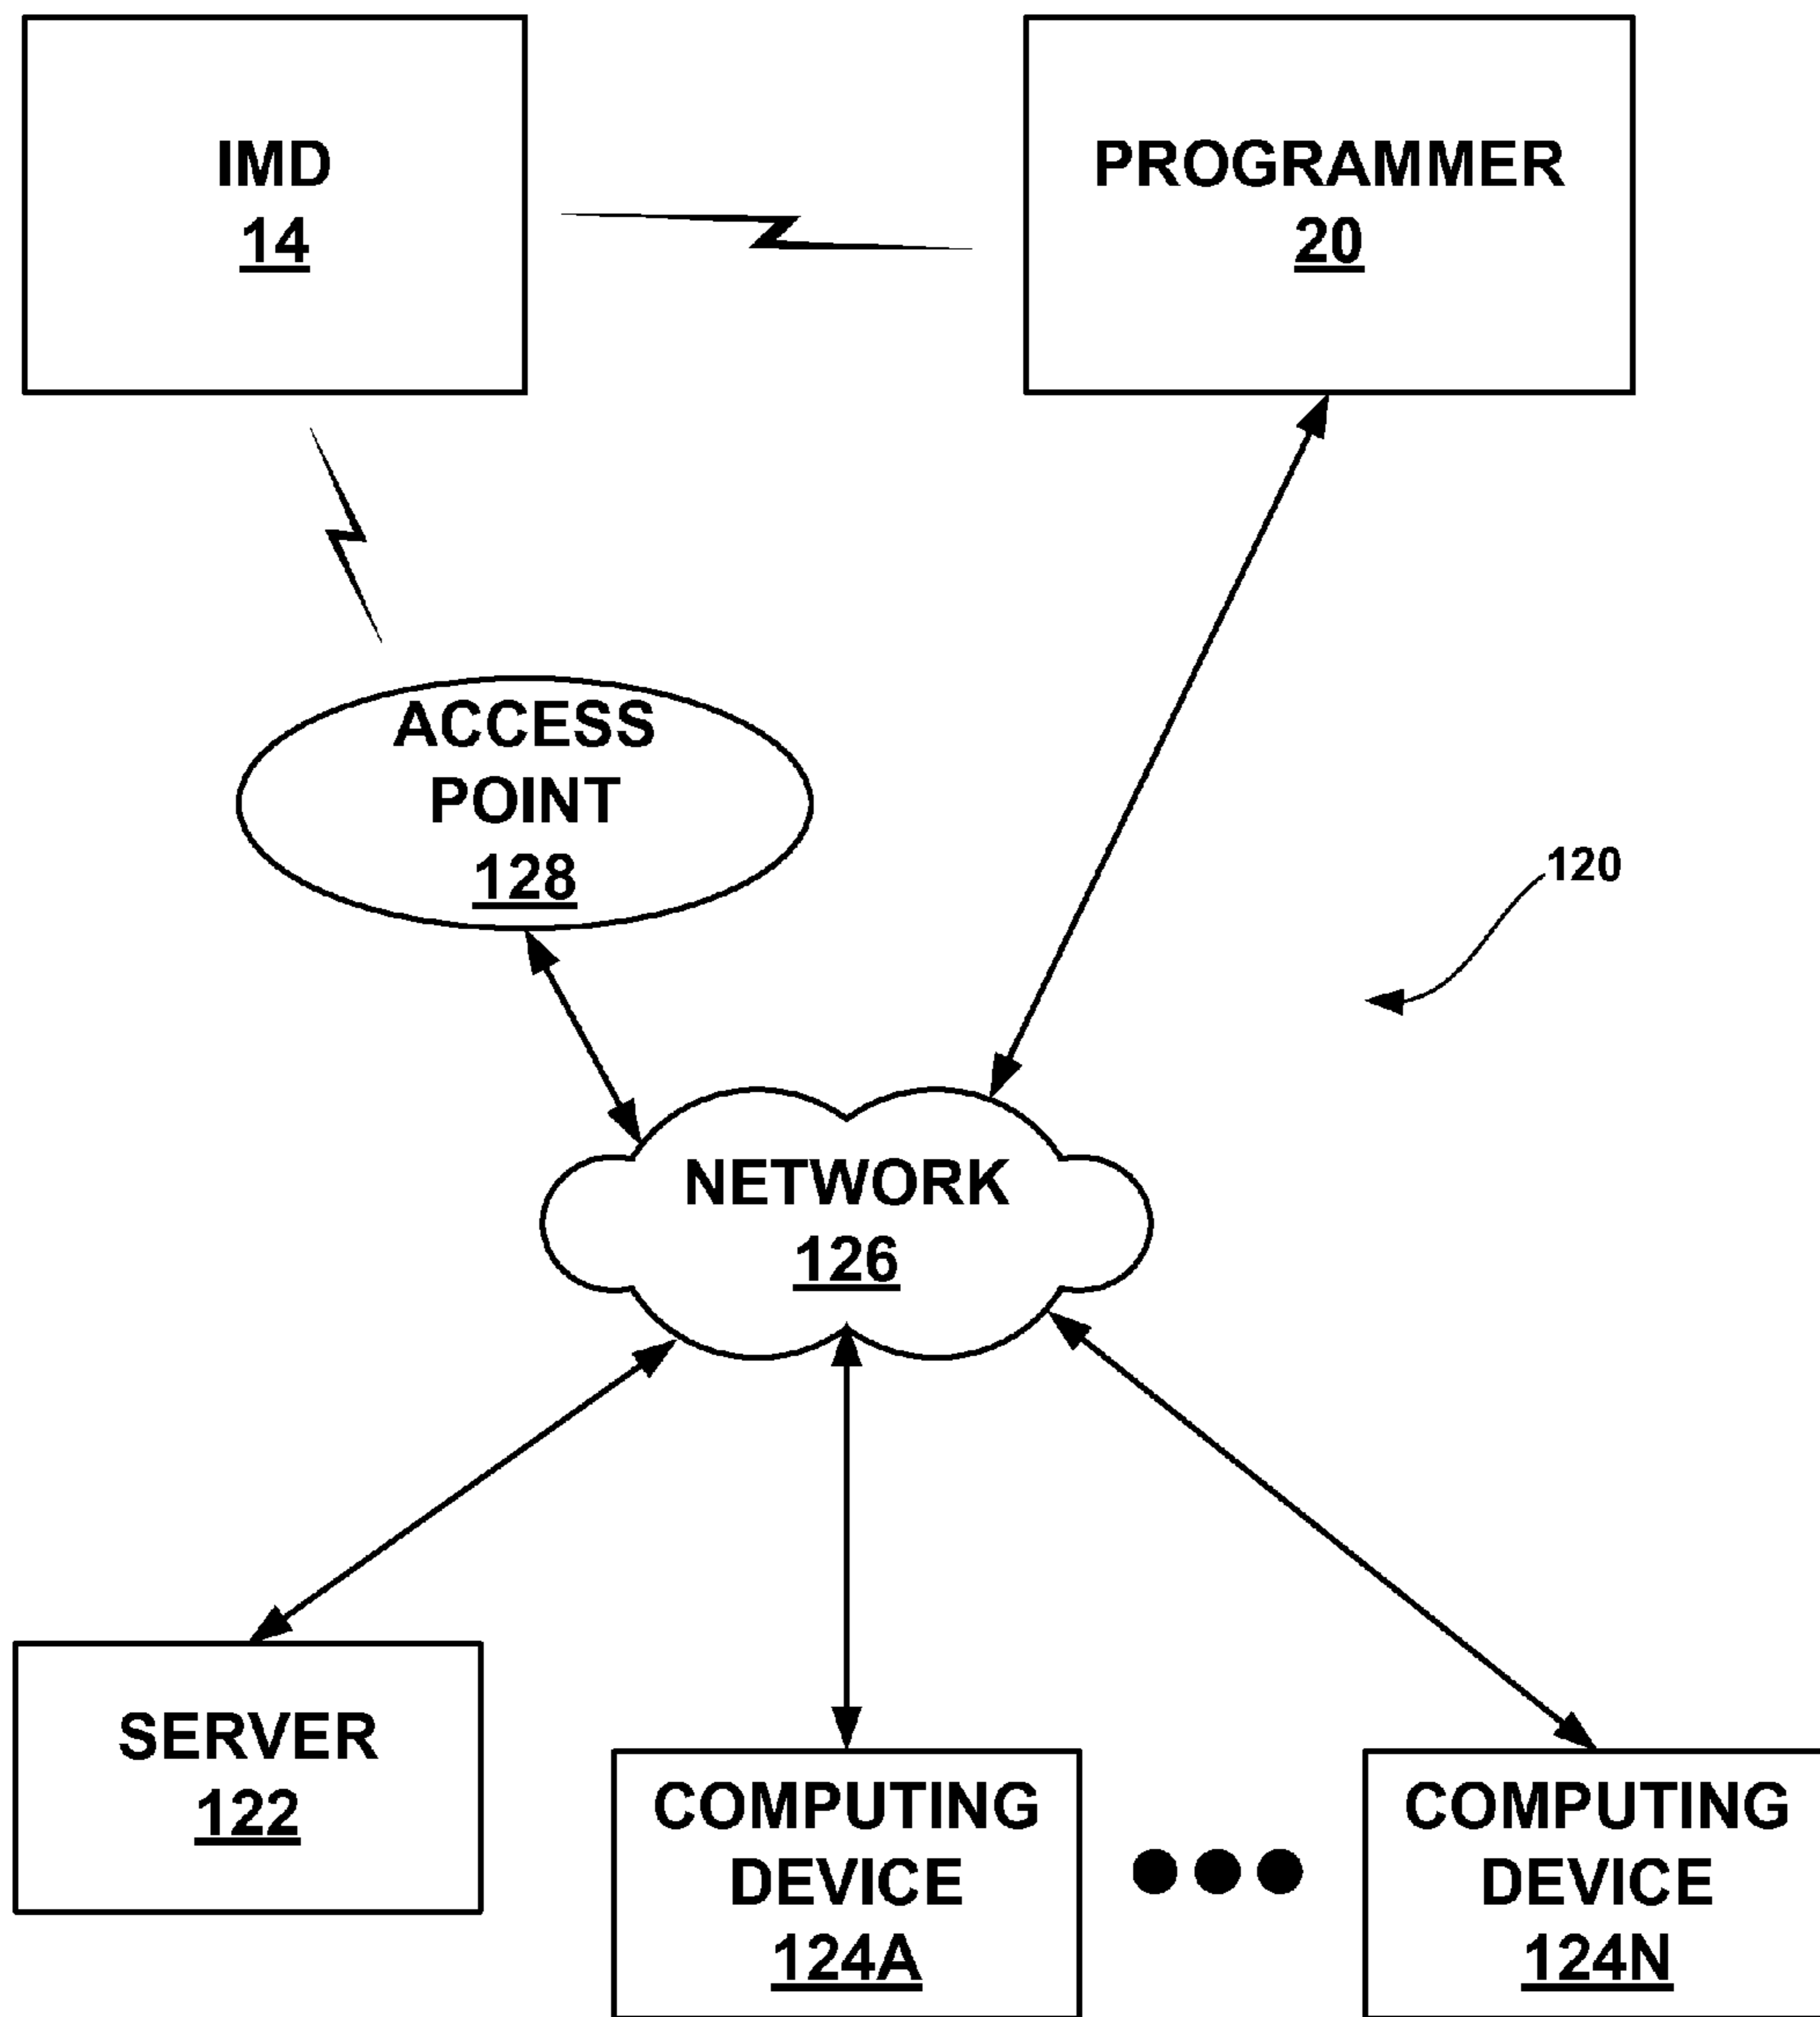 IMD
14
PROGRAMMER
20
ACCESS
POINT
128
120
NETWORK
126
SERVER
122
COMPUTING
DEVICE
124A
COMPUTING
DEVICE
124N